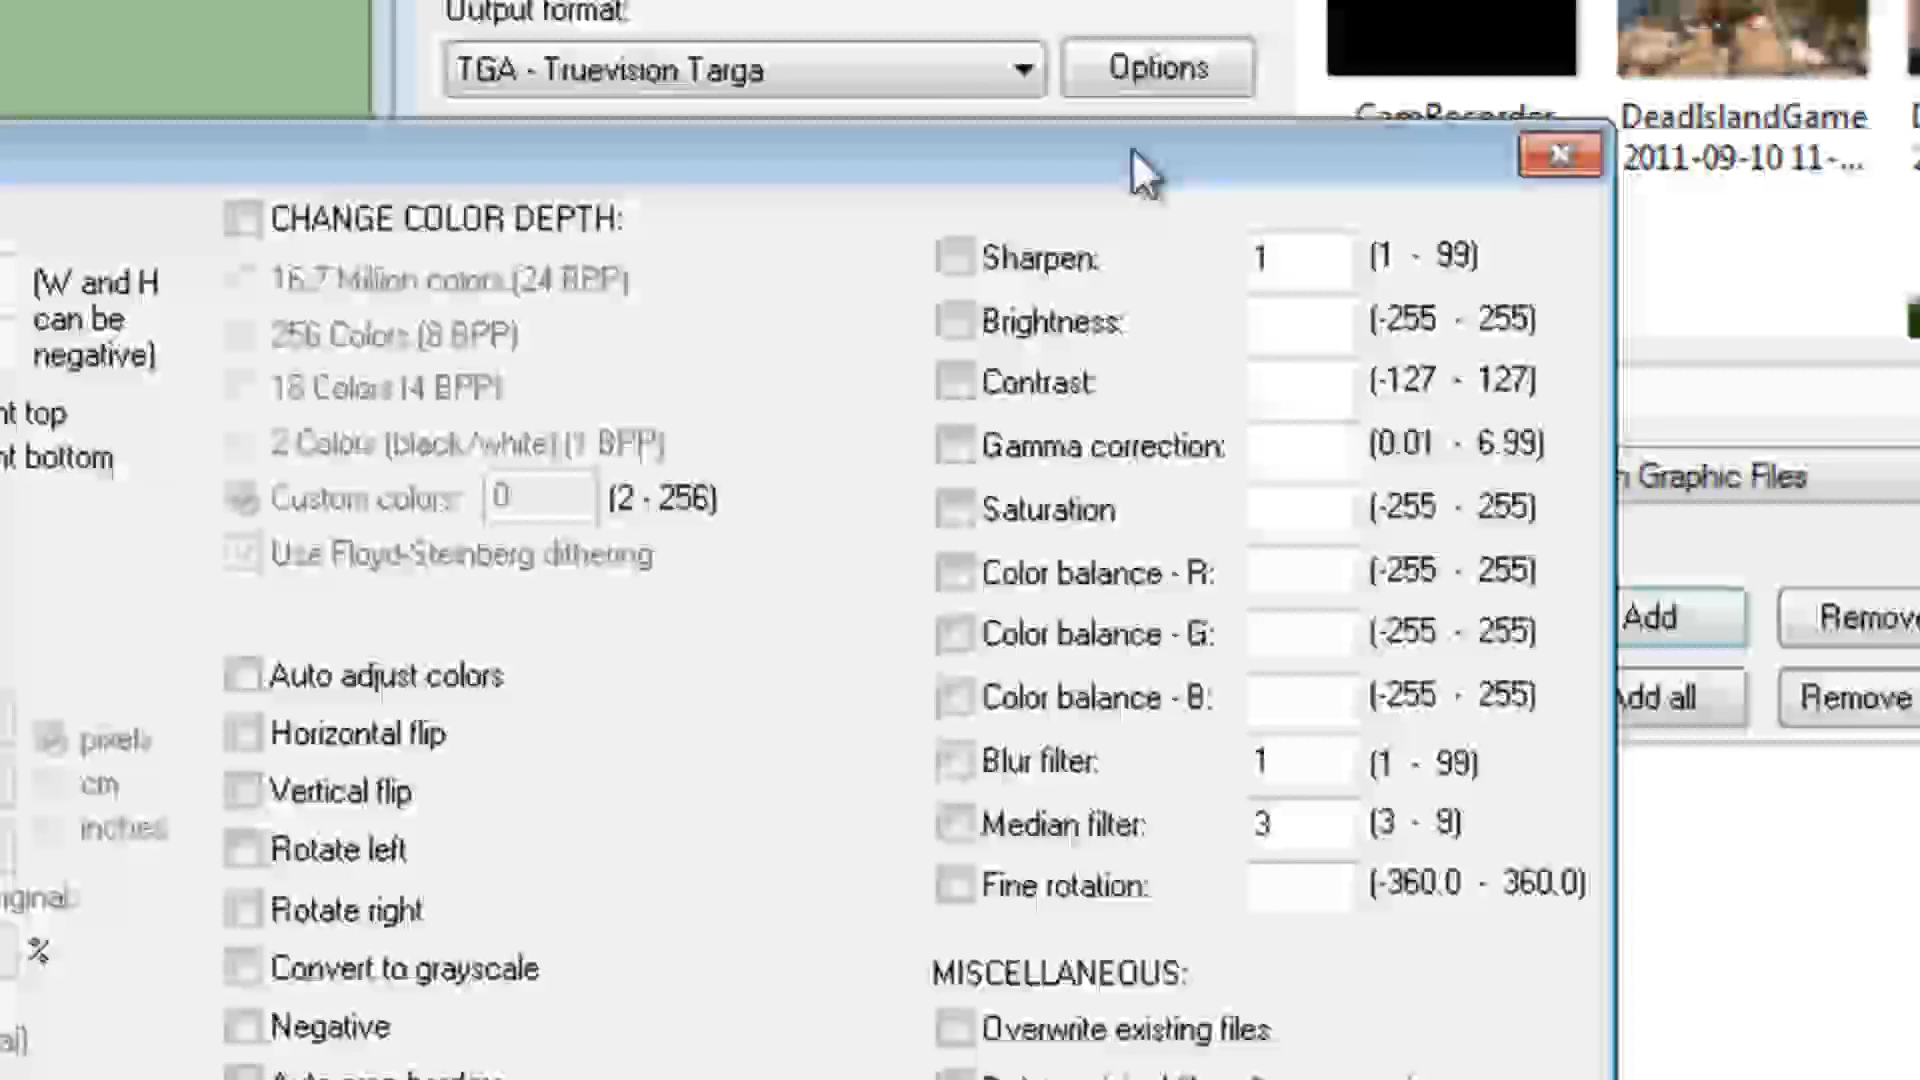 Output format:
TGA - Truevision Targa
Options
CamRecorder
DeadIslandGame
2011-09-10 11-...
CHANGE COLOR DEPTH:
16.7 Million colors (24 BPP)
256 Colors (8 BPP)
16 Colors (4 BPP)
2 Colors (black/white) (1 BPP)
Custom colors: 0 (2 - 256)
Use Floyd-Steinberg dithering
(W and H
can be
negative)
nt top
nt bottom
pixels
cm
inches
iginal:
%
al)
Auto adjust colors
Horizontal flip
Vertical flip
Rotate left
Rotate right
Convert to grayscale
Negative
Sharpen: 1 (1 - 99)
Brightness: (-255 - 255)
Contrast: (-127 - 127)
Gamma correction: (0.01 - 6.99)
Saturation (-255 - 255)
Color balance - R: (-255 - 255)
Color balance - G: (-255 - 255)
Color balance - B: (-255 - 255)
Blur filter: 1 (1 - 99)
Median filter: 3 (3 - 9)
Fine rotation: (-360.0 - 360.0)
MISCELLANEOUS:
Overwrite existing files
n Graphic Files
Add
Remove
Add all
Remove